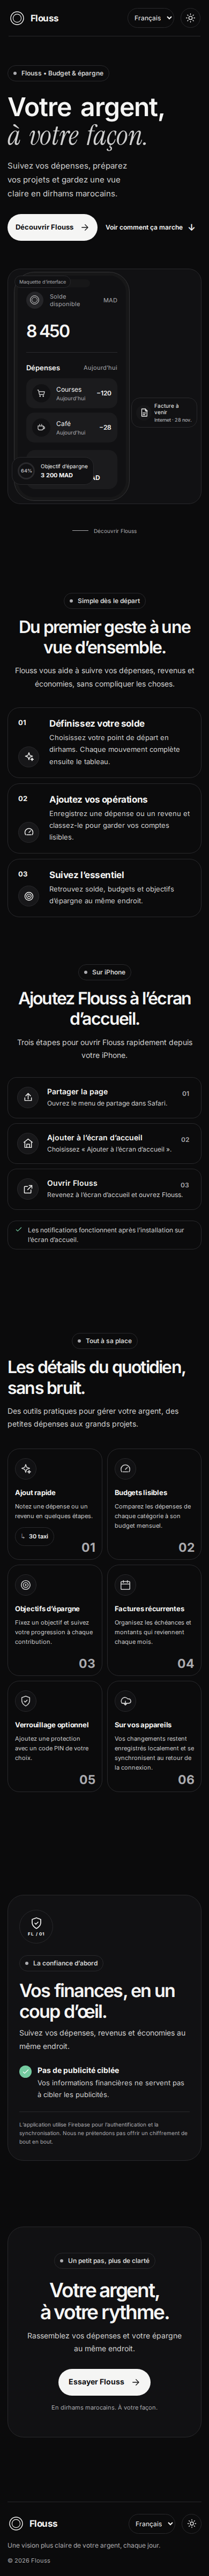 Flouss
Français
Flouss • Budget & épargne
Votre argent,
à votre façon.
Suivez vos dépenses, préparez
vos projets et gardez une vue
claire en dirhams marocains.
Découvrir Flouss
Voir comment ça marche
Maquette d'interface
Solde
disponible
MAD
8 450
Dépenses
Aujourd'hui
Courses
Aujourd'hui
−120
Café
Aujourd'hui
−28
Facture à
venir
Internet · 28 nov.
64%
Objectif d'épargne
3 200 MAD
AD
Découvrir Flouss
Simple dès le départ
Du premier geste à une
vue d'ensemble.
Flouss vous aide à suivre vos dépenses, revenus et
économies, sans compliquer les choses.
01
Définissez votre solde
Choisissez votre point de départ en
dirhams. Chaque mouvement complète
ensuite le tableau.
02
Ajoutez vos opérations
Enregistrez une dépense ou un revenu et
classez-le pour garder vos comptes
lisibles.
03
Suivez l'essentiel
Retrouvez solde, budgets et objectifs
d'épargne au même endroit.
Sur iPhone
Ajoutez Flouss à l'écran
d'accueil.
Trois étapes pour ouvrir Flouss rapidement depuis
votre iPhone.
Partager la page
01
Ouvrez le menu de partage dans Safari.
Ajouter à l'écran d'accueil
02
Choisissez « Ajouter à l'écran d'accueil ».
Ouvrir Flouss
03
Revenez à l'écran d'accueil et ouvrez Flouss.
Les notifications fonctionnent après l'installation sur
l'écran d'accueil.
Tout à sa place
Les détails du quotidien,
sans bruit.
Des outils pratiques pour gérer votre argent, des
petites dépenses aux grands projets.
Ajout rapide
Notez une dépense ou un
revenu en quelques étapes.
30 taxi
01
Budgets lisibles
Comparez les dépenses de
chaque catégorie à son
budget mensuel.
02
Objectifs d'épargne
Fixez un objectif et suivez
votre progression à chaque
contribution.
03
Factures récurrentes
Organisez les échéances et
montants qui reviennent
chaque mois.
04
Verrouillage optionnel
Ajoutez une protection
avec un code PIN de votre
choix.
05
Sur vos appareils
Vos changements restent
enregistrés localement et se
synchronisent au retour de
la connexion.
06
FL / 01
La confiance d'abord
Vos finances, en un
coup d'œil.
Suivez vos dépenses, revenus et économies au
même endroit.
Pas de publicité ciblée
Vos informations financières ne servent pas
à cibler les publicités.
L'application utilise Firebase pour l'authentification et la
synchronisation. Nous ne prétendons pas offrir un chiffrement de
bout en bout.
Un petit pas, plus de clarté
Votre argent,
à votre rythme.
Rassemblez vos dépenses et votre épargne
au même endroit.
Essayer Flouss
En dirhams marocains. À votre façon.
Flouss
Français
Une vision plus claire de votre argent, chaque jour.
© 2026 Flouss